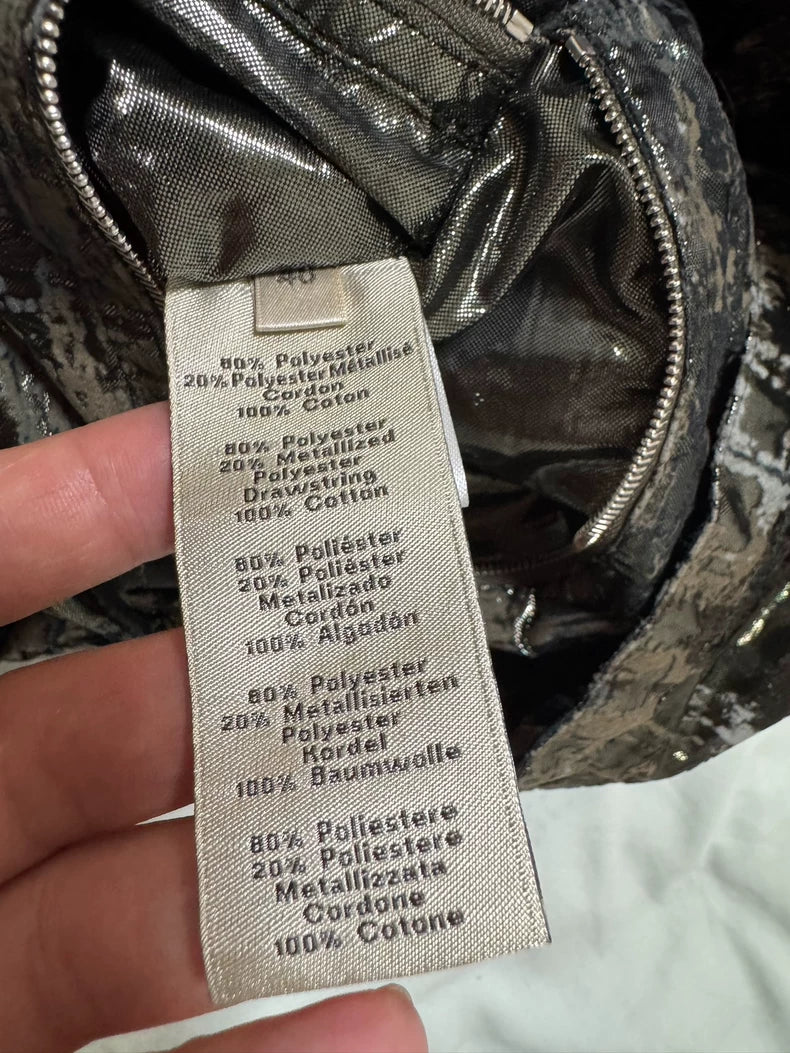 40
80% Polyester
20% Polyester Métallisé
Cordon
100% Coton
80% Polyester
20% Metallized
Polyester
Drawstring
100% Cotton
80% Poliéster
20% Poliéster
Metalizado
Cordón
100% Algodón
80% Polyester
20% Metallisierten
Polyester
Kordel
100% Baumwolle
80% Poliestere
20% Poliestere
Metallizzata
Cordone
100% Cotone